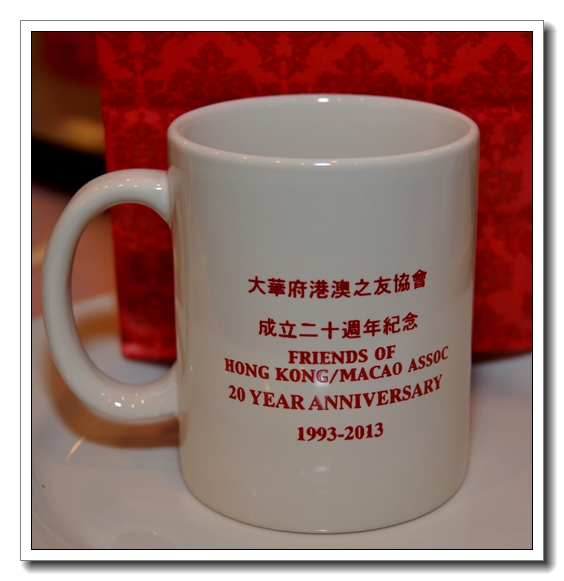 大華府港澳之友協會
成立二十週年紀念
FRIENDS OF
HONG KONG/MACAO ASSOC
20 YEAR ANNIVERSARY
1993-2013